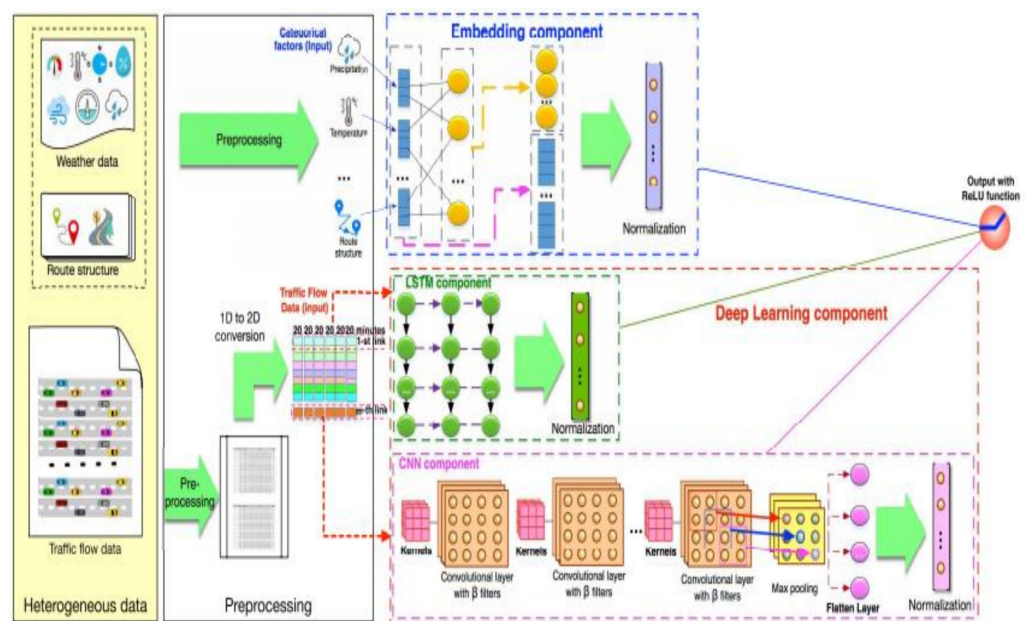 Weather data
Route structure
Traffic flow data
Heterogeneous data
Preprocessing
Pre-
processing
1D to 2D
conversion
Preprocessing
Categorical
factors (Input)
Precipitation
Temperature
...
Route
structure
Embedding component
...
...
...
...
Normalization
Traffic Flow
Data (Input)
20 20 20 20 20 20 minutes
1-st link
m-th link
LSTM component
Normalization
Deep Learning component
CNN component
Kernels
Convolutional layer
with β filters
Kernels
Convolutional layer
with β filters
...
Kernels
Convolutional layer
with β filters
Max pooling
Flatten Layer
Normalization
Output with
ReLU function